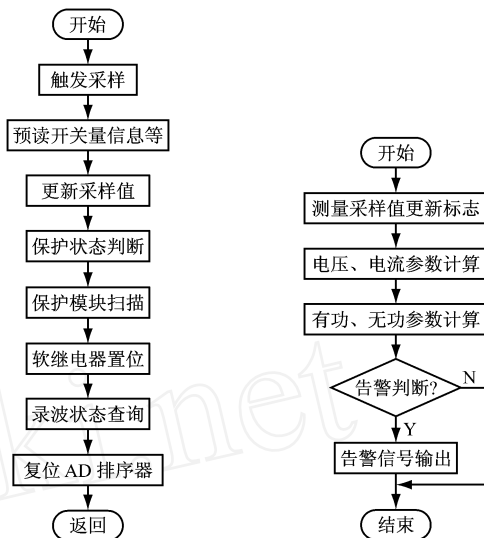 开始
触发采样
预读开关量信息等
更新采样值
保护状态判断
保护模块扫描
软继电器置位
录波状态查询
复位 AD 排序器
返回
开始
测量采样值更新标志
电压、电流参数计算
有功、无功参数计算
告警判断?
N
Y
告警信号输出
结束